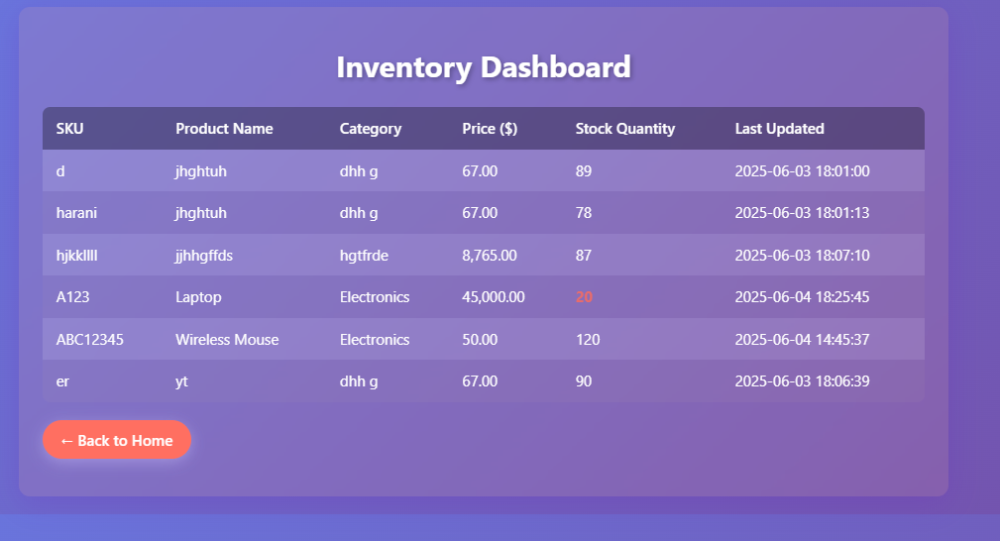 Inventory Dashboard
SKU Product Name Category Price ($) Stock Quantity Last Updated
d jhghtuh dhh g 67.00 89 2025-06-03 18:01:00
harani jhghtuh dhh g 67.00 78 2025-06-03 18:01:13
hjkkllll jjhhgffds hgtfrde 8,765.00 87 2025-06-03 18:07:10
A123 Laptop Electronics 45,000.00 20 2025-06-04 18:25:45
ABC12345 Wireless Mouse Electronics 50.00 120 2025-06-04 14:45:37
er yt dhh g 67.00 90 2025-06-03 18:06:39
← Back to Home